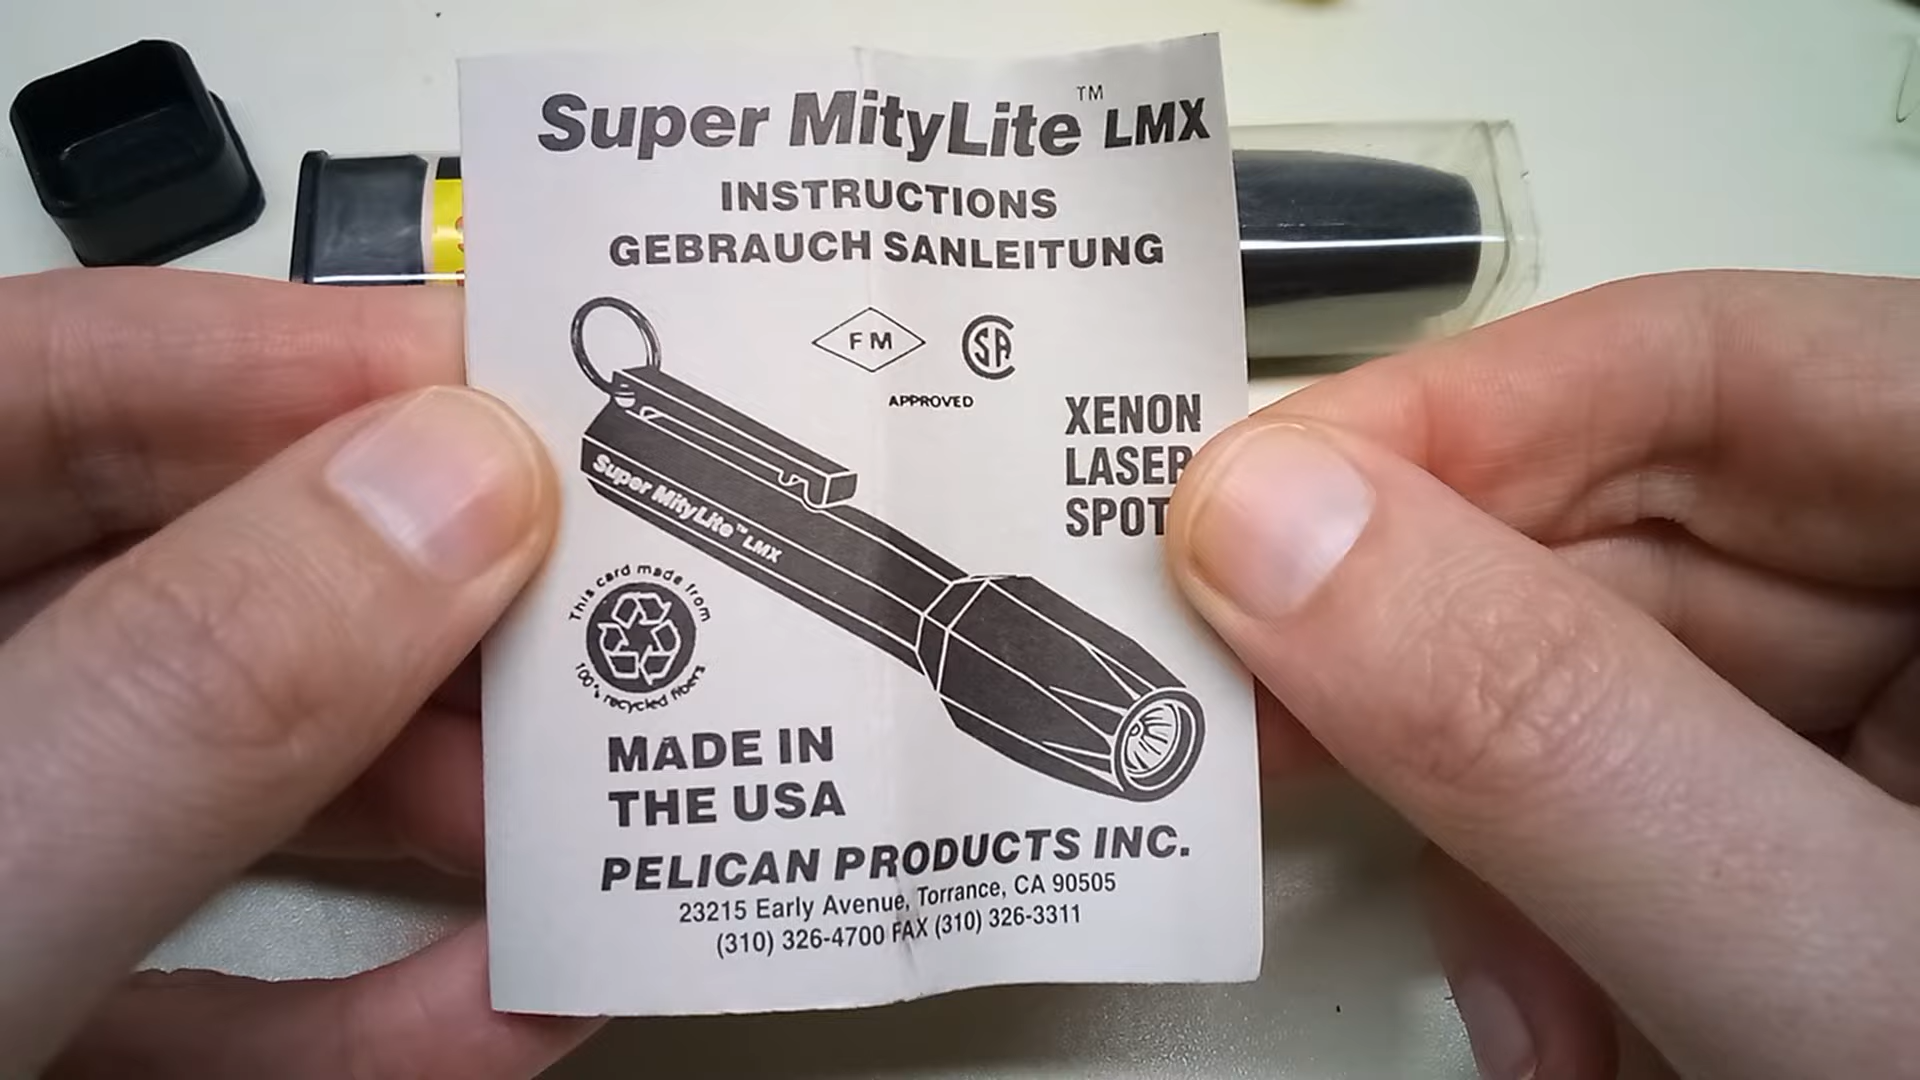 Super MityLite™ LMX
INSTRUCTIONS
GEBRAUCH SANLEITUNG
FM
SA
APPROVED
XENON
LASER
SPOT
Super MityLite™ LMX
This card made from
100% recycled fibers
MADE IN
THE USA
PELICAN PRODUCTS INC.
23215 Early Avenue, Torrance, CA 90505
(310) 326-4700 FAX (310) 326-3311